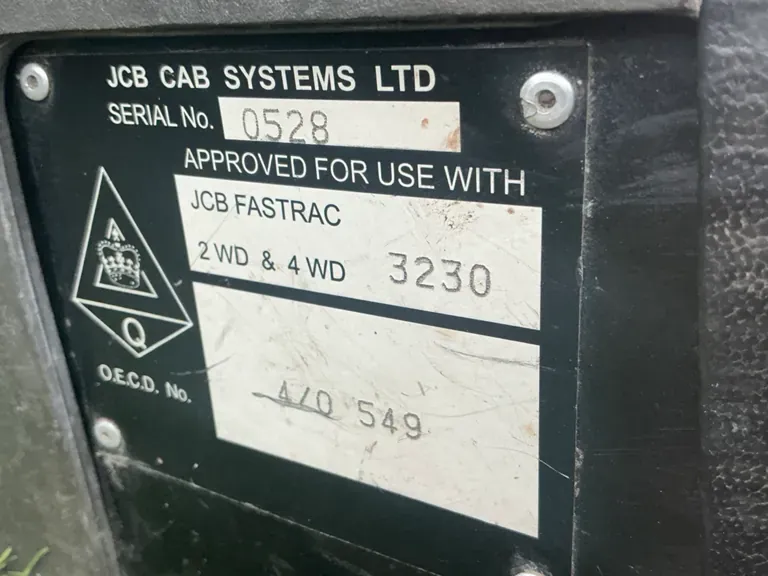 JCB CAB SYSTEMS LTD
SERIAL No. 0528
APPROVED FOR USE WITH
JCB FASTRAC
2 WD & 4 WD 3230
Q
O.E.C.D. No.
4/0 549